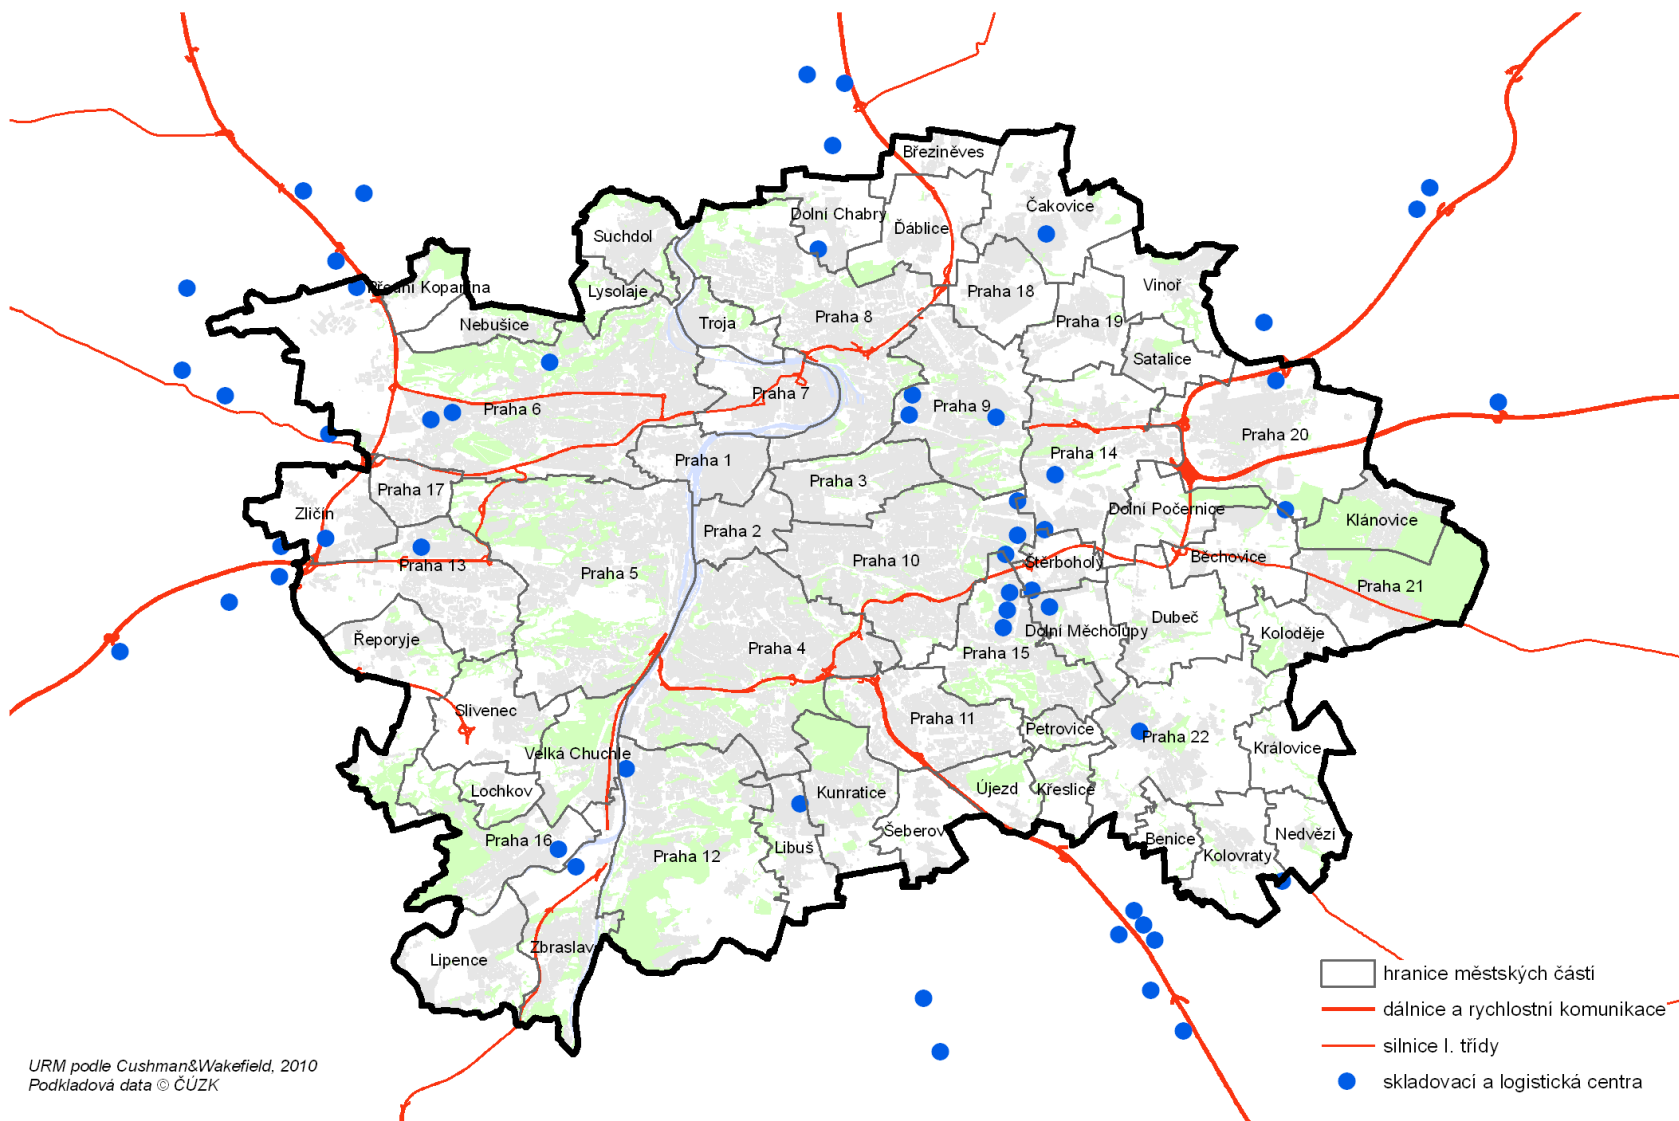 Březiněves
Dolní Chabry
Čakovice
Ďáblice
Suchdol
Přední Kopanina
Lysolaje
Vinoř
Praha 18
Nebušice
Troja
Praha 8
Praha 19
Satalice
Praha 7
Praha 6
Praha 9
Praha 20
Praha 1
Praha 14
Praha 3
Praha 17
Zličín
Dolní Počernice
Klánovice
Praha 2
Praha 13
Praha 5
Praha 10
Štěrboholy
Běchovice
Praha 21
Dubeč
Řeporyje
Praha 4
Dolní Měcholupy
Koloděje
Praha 15
Slivenec
Praha 11
Petrovice
Praha 22
Královice
Velká Chuchle
Lochkov
Kunratice
Újezd
Křeslice
Praha 16
Šeberov
Benice
Nedvězí
Praha 12
Libuš
Kolovraty
Zbraslav
Lipence
hranice městských částí
dálnice a rychlostní komunikace
silnice I. třídy
skladovací a logistická centra
URM podle Cushman&Wakefield, 2010
Podkladová data © ČÚZK